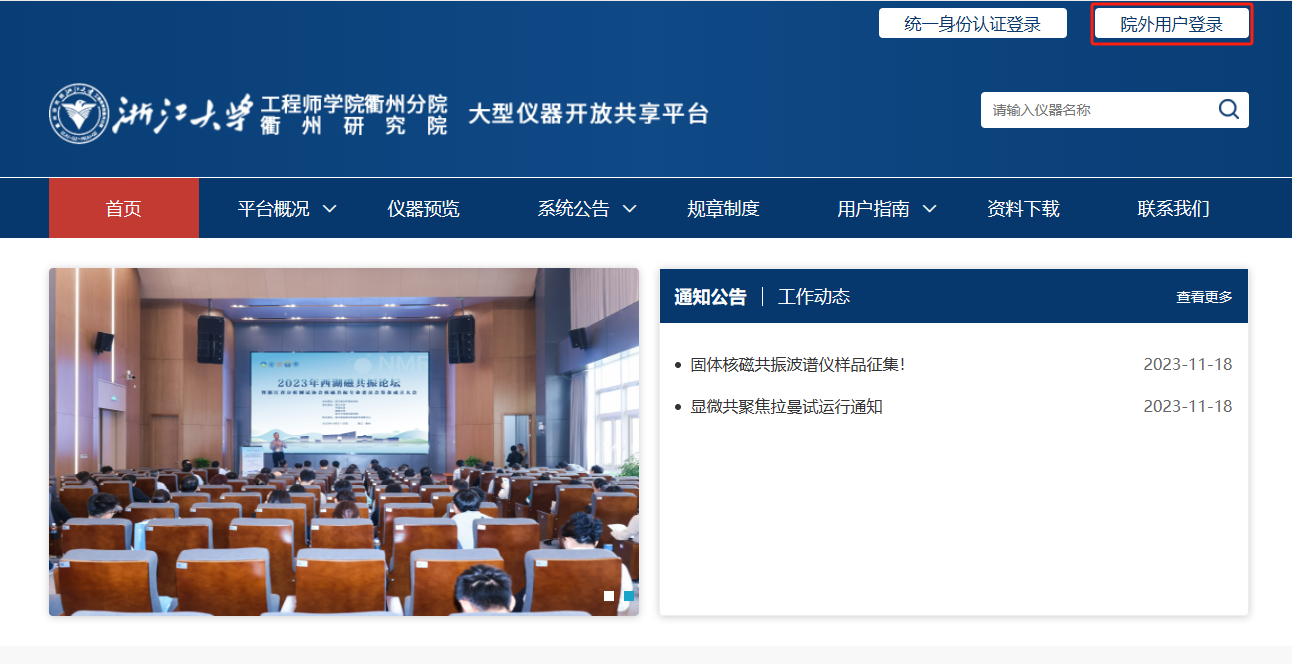 统一身份认证登录
院外用户登录
浙江大学
工程师学院衢州分院
衢州研究院
大型仪器开放共享平台
请输入仪器名称
首页
平台概况
仪器预览
系统公告
规章制度
用户指南
资料下载
联系我们
NMR
2023年西湖磁共振论坛
通知公告
工作动态
查看更多
固体核磁共振波谱仪样品征集!
2023-11-18
显微共聚焦拉曼试运行通知
2023-11-18